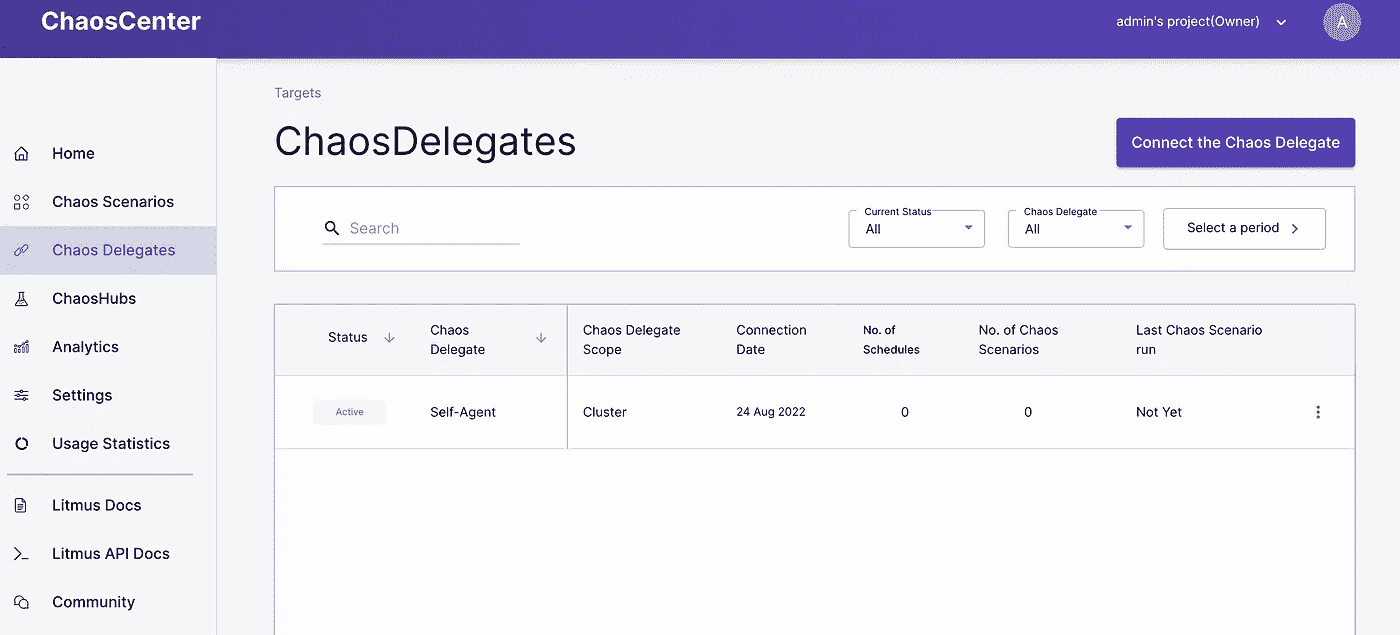 ChaosCenter
admin's project(Owner)
A
Home
Chaos Scenarios
Chaos Delegates
ChaosHubs
Analytics
Settings
Usage Statistics
Litmus Docs
Litmus API Docs
Community
Targets
ChaosDelegates
Connect the Chaos Delegate
Search
Current Status
All
Chaos Delegate
All
Select a period
Status
Chaos
Delegate
Chaos Delegate
Scope
Connection
Date
No. of
Schedules
No. of Chaos
Scenarios
Last Chaos Scenario
run
Active
Self-Agent
Cluster
24 Aug 2022
0
0
Not Yet